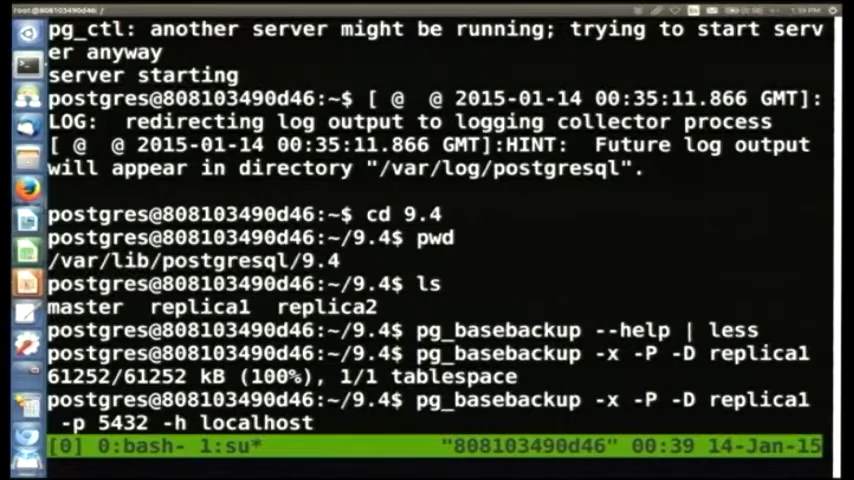 root@808103490d46: /
pg_ctl: another server might be running; trying to start serv
er anyway
server starting
postgres@808103490d46:~$ [ @  @ 2015-01-14 00:35:11.866 GMT]:
LOG:  redirecting log output to logging collector process
[ @  @ 2015-01-14 00:35:11.866 GMT]:HINT:  Future log output
will appear in directory "/var/log/postgresql".
postgres@808103490d46:~$ cd 9.4
postgres@808103490d46:~/9.4$ pwd
/var/lib/postgresql/9.4
postgres@808103490d46:~/9.4$ ls
master  replica1  replica2
postgres@808103490d46:~/9.4$ pg_basebackup --help | less
postgres@808103490d46:~/9.4$ pg_basebackup -x -P -D replica1
61252/61252 kB (100%), 1/1 tablespace
postgres@808103490d46:~/9.4$ pg_basebackup -x -P -D replica1
-p 5432 -h localhost
[0] 0:bash- 1:su* "808103490d46" 00:39 14-Jan-15